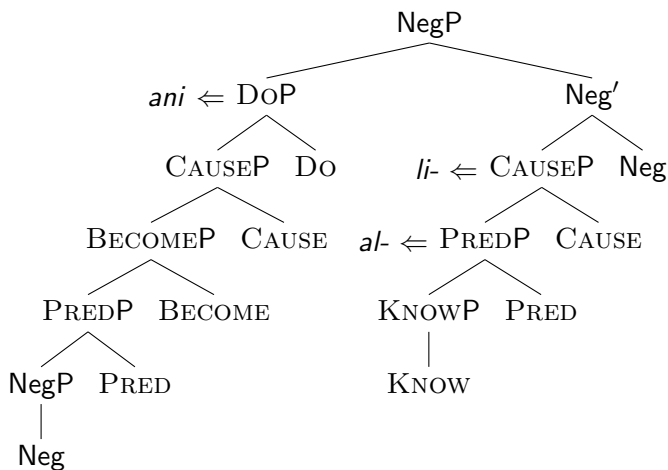 NegP
ani ⇐ DOP Neg′
CAUSEP DO li- ⇐ CAUSEP Neg
BECOMEP CAUSE al- ⇐ PREDP CAUSE
PREDP BECOME KNOWP PRED
NegP PRED KNOW
Neg